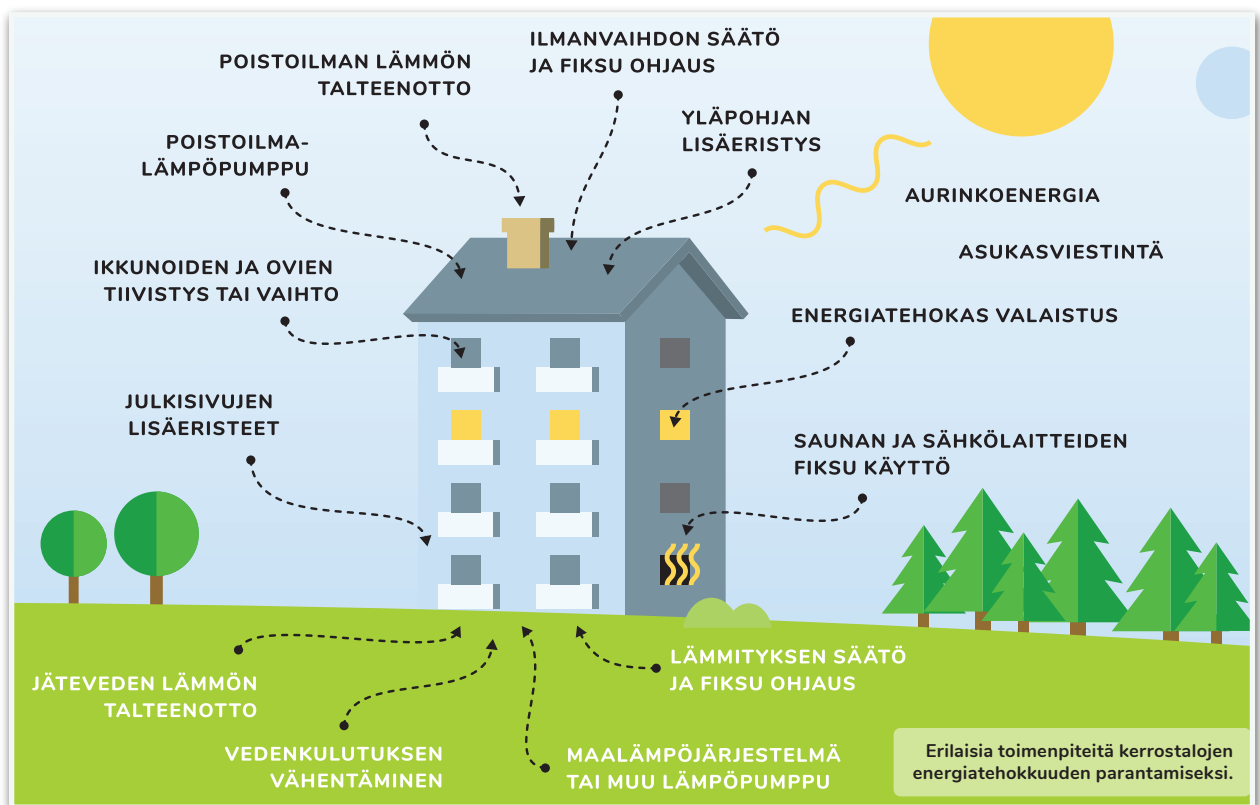 ILMANVAIHDON SÄÄTÖ
JA FIKSU OHJAUS
POISTOILMAN LÄMMÖN
TALTEENOTTO
YLÄPOHJAN
LISÄERISTYS
POISTOILMA-
LÄMPÖPUMPPU
AURINKOENERGIA
ASUKASVIESTINTÄ
IKKUNOIDEN JA OVIEN
TIIVISTYS TAI VAIHTO
ENERGIATEHOKAS VALAISTUS
JULKISIVUJEN
LISÄERISTEET
SAUNAN JA SÄHKÖLAITTEIDEN
FIKSU KÄYTTÖ
LÄMMITYKSEN SÄÄTÖ
JA FIKSU OHJAUS
JÄTEVEDEN LÄMMÖN
TALTEENOTTO
VEDENKULUTUKSEN
VÄHENTÄMINEN
MAALÄMPÖJÄRJESTELMÄ
TAI MUU LÄMPÖPUMPPU
Erilaisia toimenpiteitä kerrostalojen
energiatehokkuuden parantamiseksi.